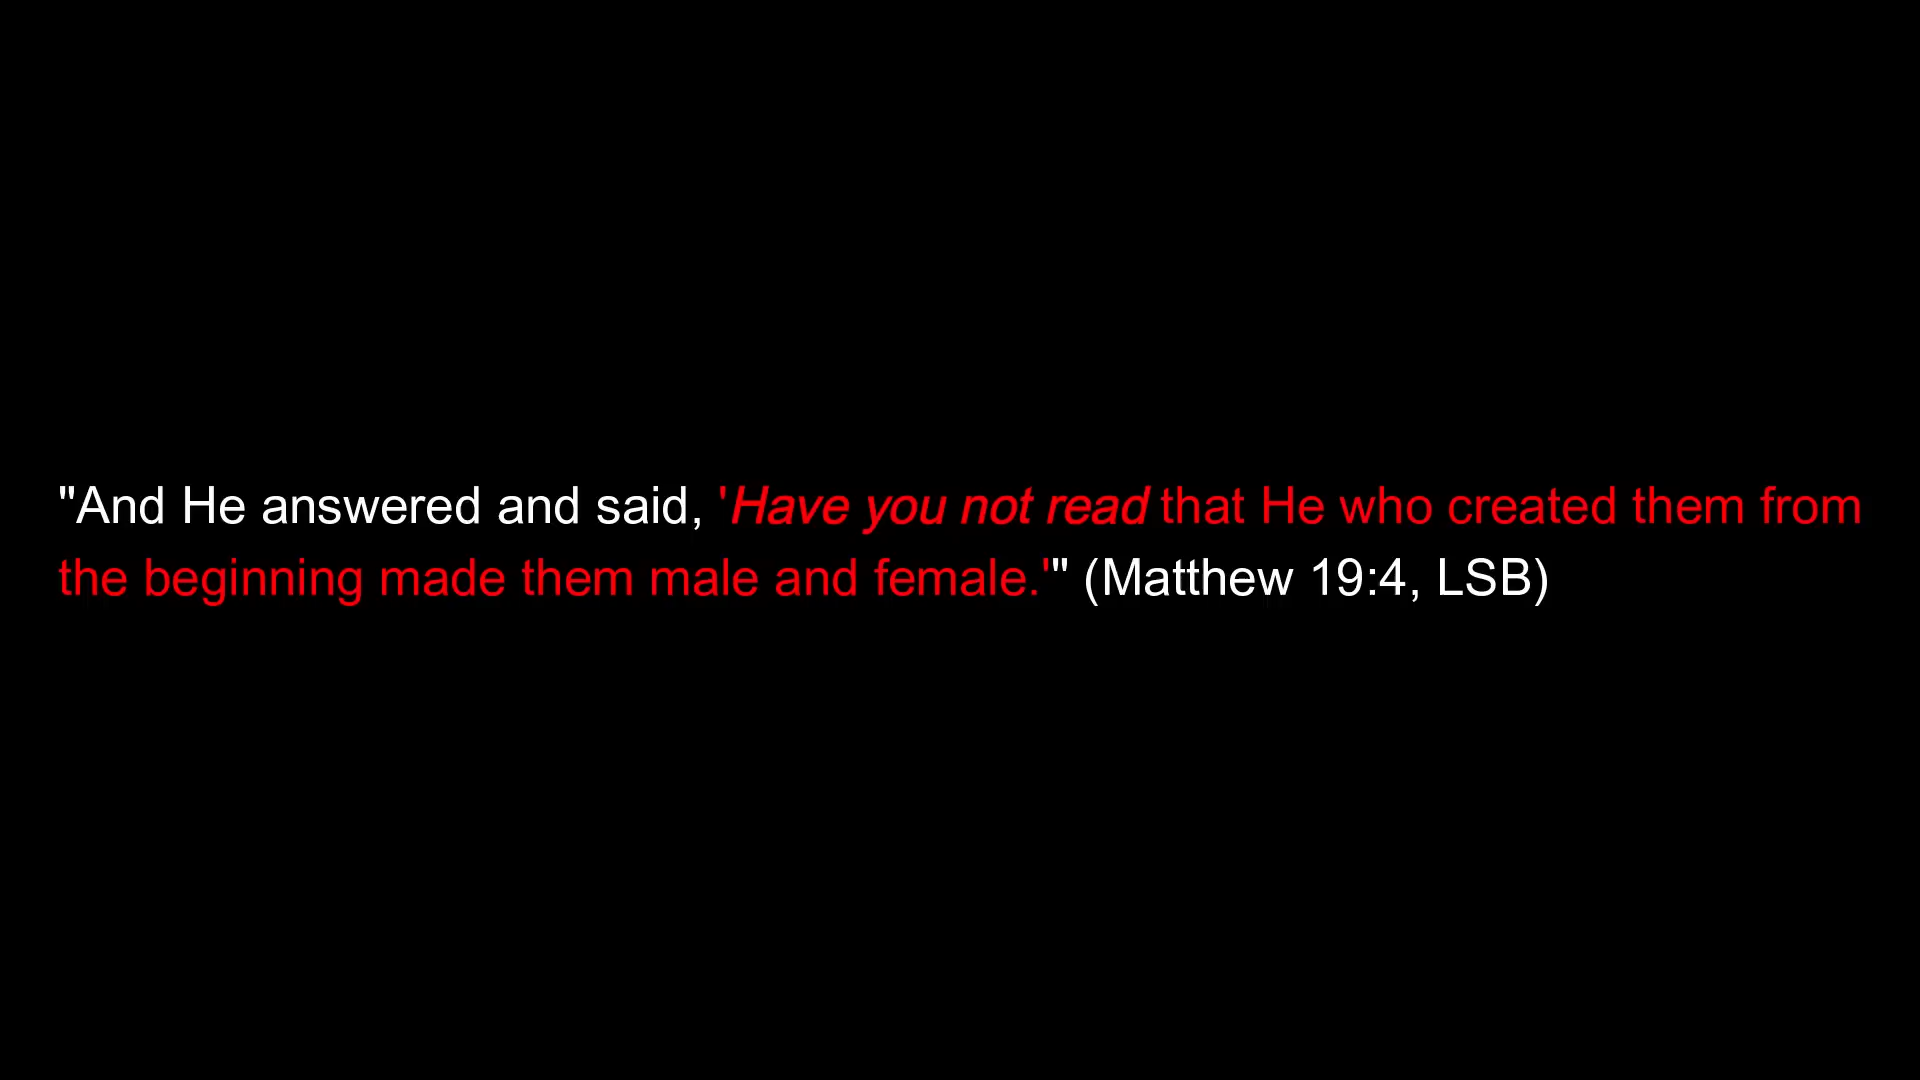 "And He answered and said, 'Have you not read that He who created them from
the beginning made them male and female.'" (Matthew 19:4, LSB)